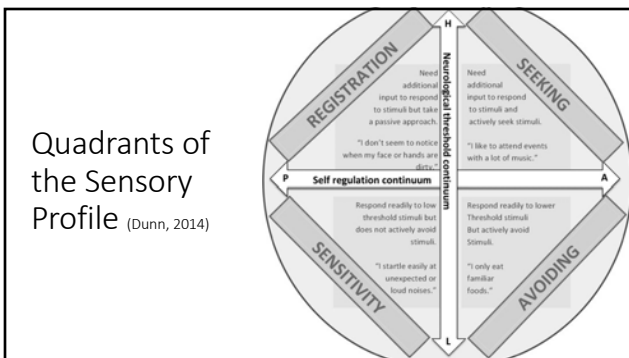 Quadrants of
the Sensory
Profile (Dunn, 2014)
H
REGISTRATION
Need
additional
input to respond
to stimuli but take
a passive approach.
"I don't seem to notice
when my face or hands are
dirty."
Neurological threshold continuum
SEEKING
Need
additional
input to respond
to stimuli and
actively seek stimuli.
"I like to attend events
with a lot of music."
P
Self regulation continuum
A
SENSITIVITY
Respond readily to low
threshold stimuli but
does not actively avoid
stimuli.
"I startle easily at
unexpected or
loud noises."
AVOIDING
Respond readily to lower
Threshold stimuli
But actively avoid
Stimuli.
"I only eat
familiar
foods."
L